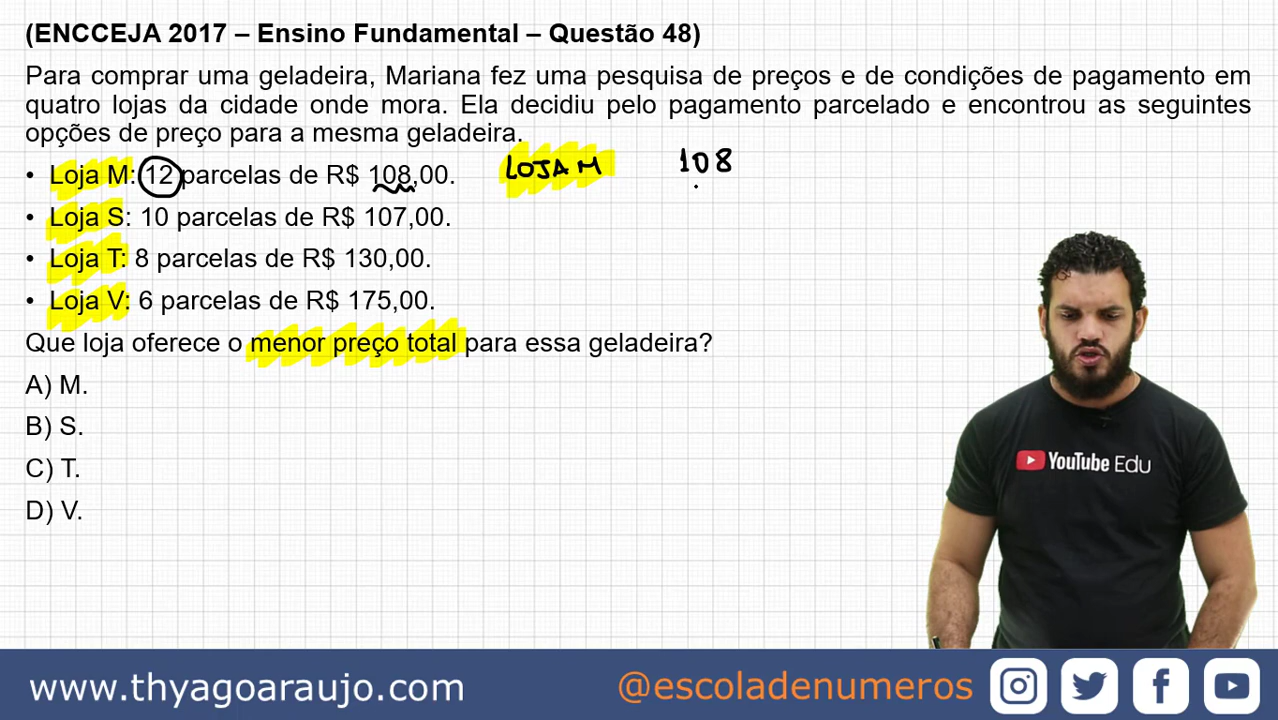 (ENCCEJA 2017 – Ensino Fundamental – Questão 48)
Para comprar uma geladeira, Mariana fez uma pesquisa de preços e de condições de pagamento em
quatro lojas da cidade onde mora. Ela decidiu pelo pagamento parcelado e encontrou as seguintes
opções de preço para a mesma geladeira.
• Loja M: 12 parcelas de R$ 108,00. LOJA M 108
• Loja S: 10 parcelas de R$ 107,00.
• Loja T: 8 parcelas de R$ 130,00.
• Loja V: 6 parcelas de R$ 175,00.
Que loja oferece o menor preço total para essa geladeira?
A) M.
B) S.
C) T.
D) V.
YouTube Edu
www.thyagoaraujo.com @escoladenumeros